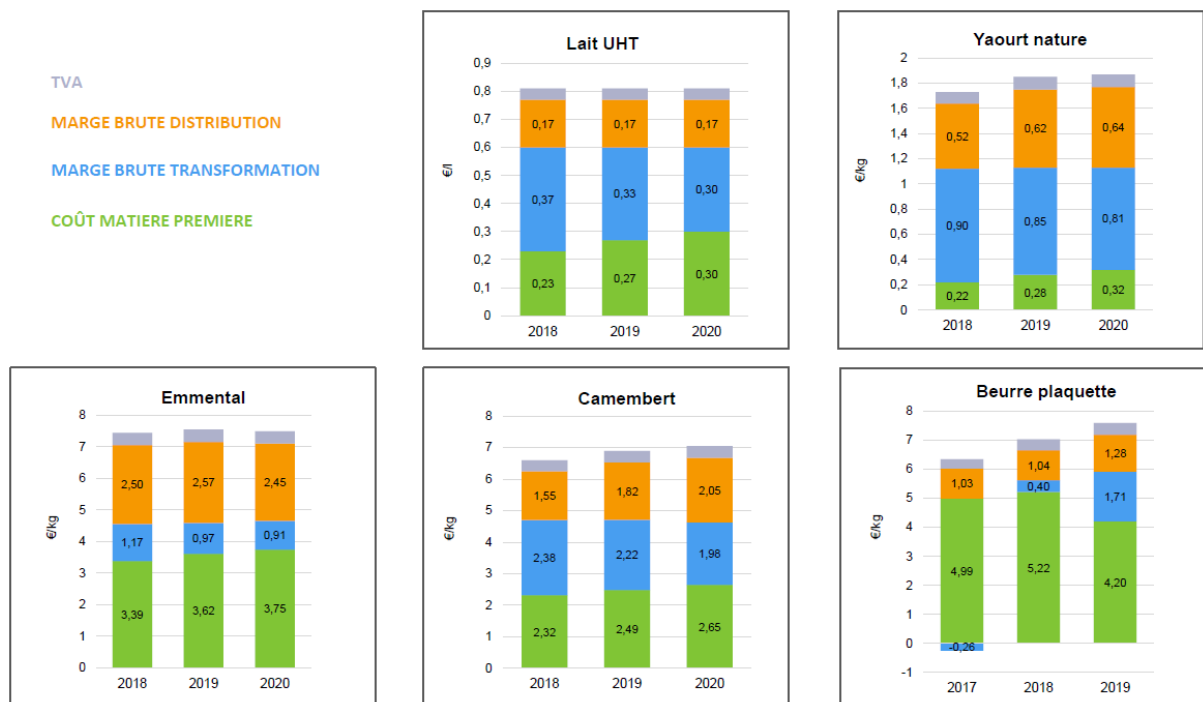 TVA
MARGE BRUTE DISTRIBUTION
MARGE BRUTE TRANSFORMATION
COÛT MATIERE PREMIERE
Lait UHT
€/l
0,9
0,8
0,7
0,6
0,5
0,4
0,3
0,2
0,1
0
0,17 0,17 0,17
0,37 0,33 0,30
0,23 0,27 0,30
2018 2019 2020
Yaourt nature
€/kg
2
1,8
1,6
1,4
1,2
1
0,8
0,6
0,4
0,2
0
0,52 0,62 0,64
0,90 0,85 0,81
0,22 0,28 0,32
2018 2019 2020
Emmental
€/kg
8
7
6
5
4
3
2
1
0
2,50 2,57 2,45
1,17 0,97 0,91
3,39 3,62 3,75
2018 2019 2020
Camembert
€/kg
8
7
6
5
4
3
2
1
0
1,55 1,82 2,05
2,38 2,22 1,98
2,32 2,49 2,65
2018 2019 2020
Beurre plaquette
€/kg
8
7
6
5
4
3
2
1
0
-1
1,03 1,04 1,28
0,40 1,71
4,99 5,22 4,20
-0,26
2017 2018 2019